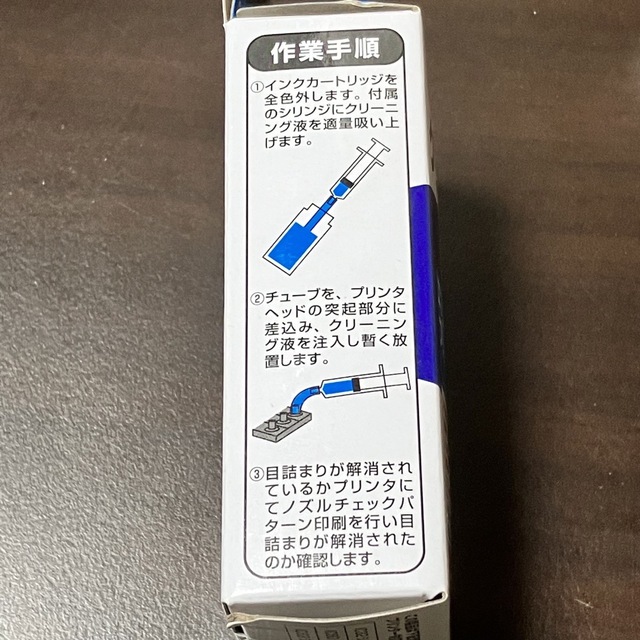 作業手順
①インクカートリッジを
全色外します。付属
のシリンジにクリーニ
ング液を適量吸い上
げます。
②チューブを、プリンタ
ヘッドの突起部分に
差込み、クリーニン
グ液を注入し暫く放
置します。
③目詰まりが解消され
ているかプリンタに
てノズルチェックパ
ターン印刷を行い目
詰まりが解消された
のか確認します。